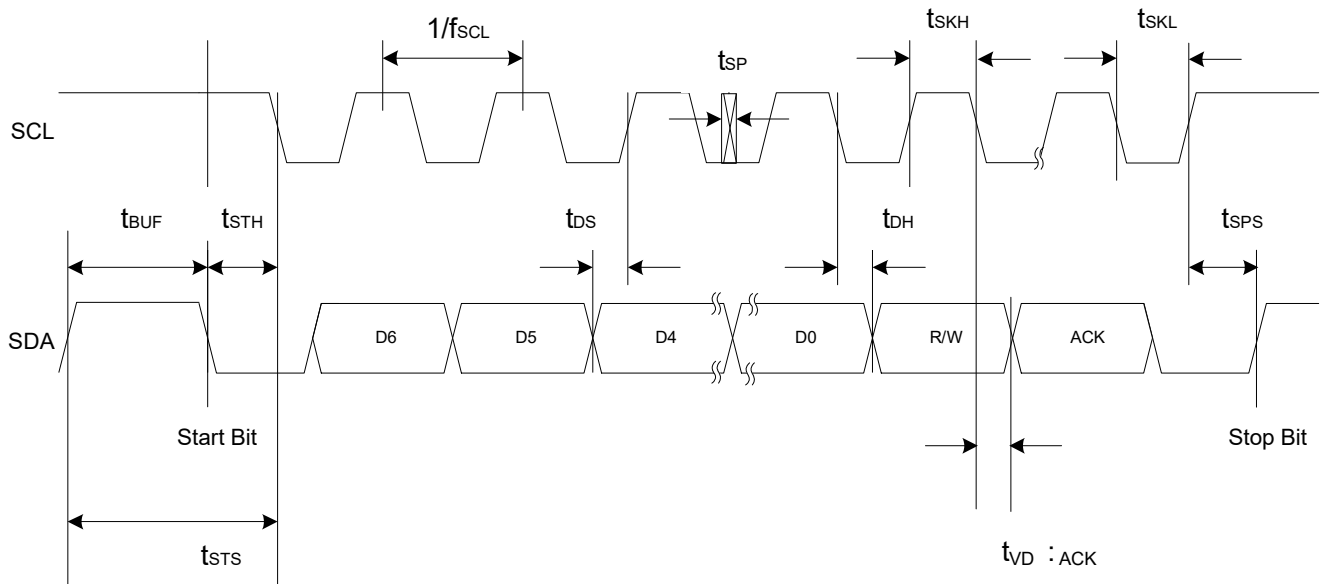 1/fSCL
tSP
tSKH
tSKL
SCL
tBUF
tSTH
tDS
tDH
tSPS
SDA
D6
D5
D4
D0
R/W
ACK
Start Bit
Stop Bit
tSTS
tVD :ACK